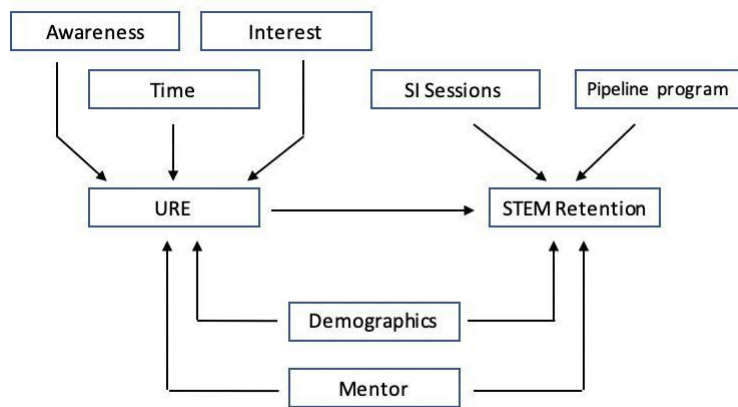 Awareness
Interest
Time
SI Sessions
Pipeline program
URE
STEM Retention
Demographics
Mentor